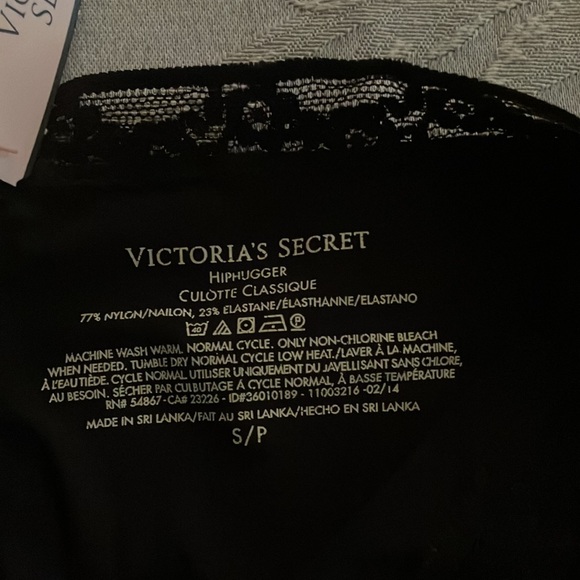 VIC
SE
VICTORIA'S SECRET
HIPHUGGER
CULOTTE CLASSIQUE
77% NYLON/NAILON, 23% ELASTANE/ÉLASTHANNE/ELASTANO
40 P
MACHINE WASH WARM. NORMAL CYCLE. ONLY NON-CHLORINE BLEACH
WHEN NEEDED. TUMBLE DRY NORMAL CYCLE LOW HEAT./LAVER À LA MACHINE,
À L'EAU TIÈDE. CYCLE NORMAL. UTILISER UNIQUEMENT DU JAVELLISANT SANS CHLORE,
AU BESOIN. SÉCHER PAR CULBUTAGE À CYCLE NORMAL, À BASSE TEMPÉRATURE
RN# 54867-CA# 23226 - ID#36010189 - 11003216 -02/14
MADE IN SRI LANKA/FAIT AU SRI LANKA/HECHO EN SRI LANKA
S/P